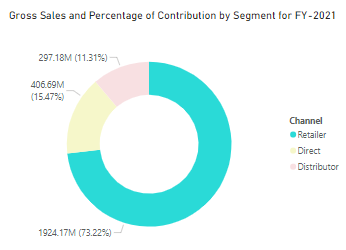 Gross Sales and Percentage of Contribution by Segment for FY-2021
297.18M (11.31%)
406.69M
(15.47%)
Channel
Retailer
Direct
Distributor
1924.17M (73.22%)